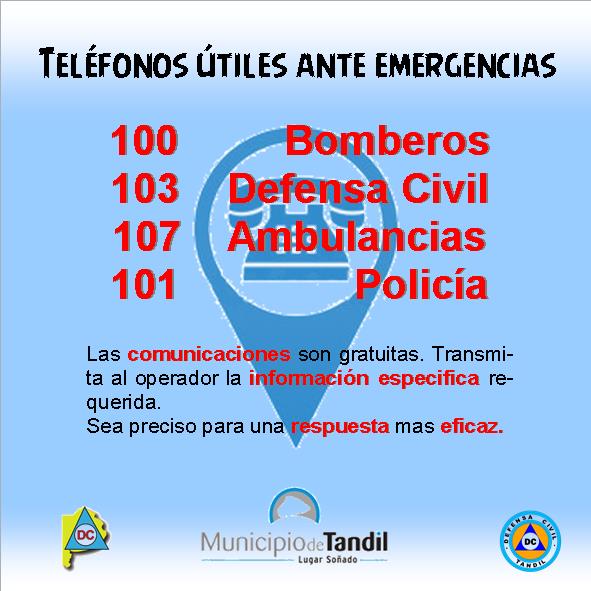 TELÉFONOS ÚTILES ANTE EMERGENCIAS
100 Bomberos
103 Defensa Civil
107 Ambulancias
101 Policía
Las comunicaciones son gratuitas. Transmi-
ta al operador la información especifica re-
querida.
Sea preciso para una respuesta mas eficaz.
DC
Municipio de Tandil
Lugar Soñado
DEFENSA CIVIL
DC
TANDIL